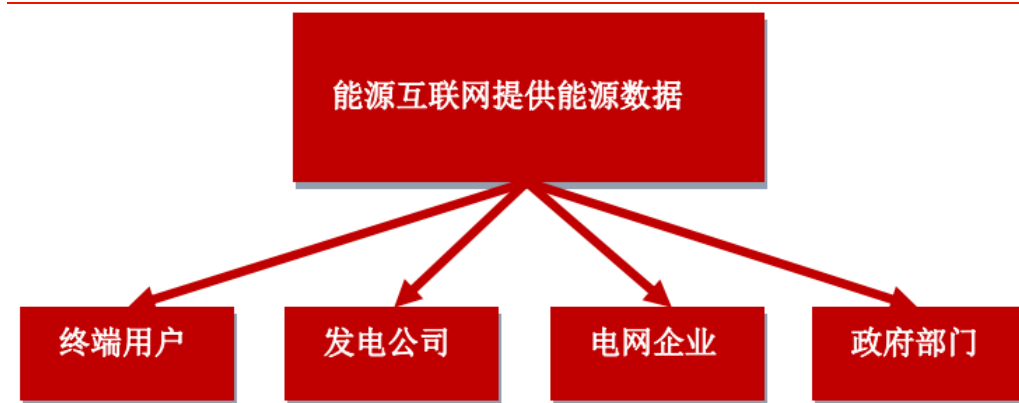 能源互联网提供能源数据
终端用户
发电公司
电网企业
政府部门